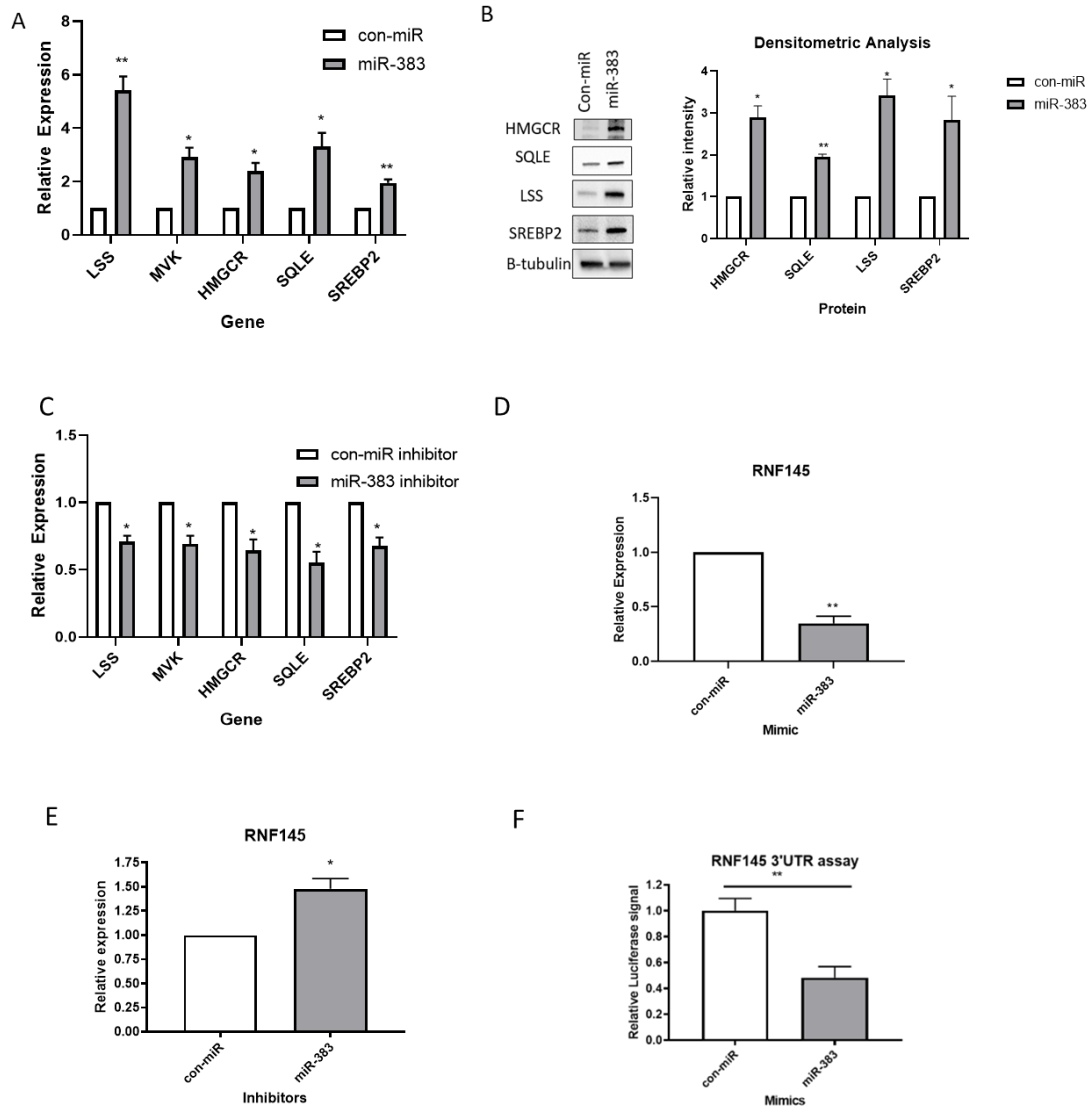 A
con-miR
miR-383
Relative Expression
8
6
4
2
0
**
*
*
*
**
LSS
MVK
HMGCR
SQLE
SREBP2
Gene
B
Con-miR
miR-383
HMGCR
SQLE
LSS
SREBP2
B-tubulin
Densitometric Analysis
con-miR
miR-383
Relative intensity
4
3
2
1
0
*
**
*
*
HMGCR
SQLE
LSS
SREBP2
Protein
C
con-miR inhibitor
miR-383 inhibitor
Relative Expression
1.5
1.0
0.5
0.0
*
*
*
*
*
LSS
MVK
HMGCR
SQLE
SREBP2
Gene
D
RNF145
Relative Expression
1.5
1.0
0.5
0.0
**
con-miR
miR-383
Mimic
E
RNF145
Relative expression
1.75
1.50
1.25
1.00
0.75
0.50
0.25
0.00
*
con-miR
miR-383
Inhibitors
F
RNF145 3'UTR assay
**
Relative Luciferase signal
1.2
1.0
0.8
0.6
0.4
0.2
0.0
con-miR
miR-383
Mimics